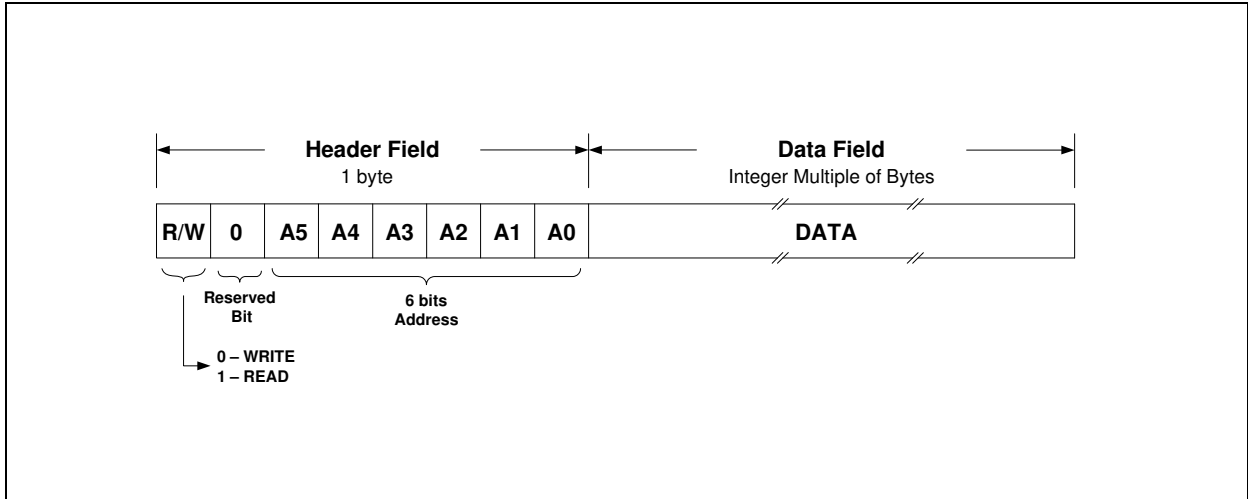 Header Field
1 byte
Data Field
Integer Multiple of Bytes
R/W 0 A5 A4 A3 A2 A1 A0 DATA
Reserved
Bit
6 bits
Address
0 – WRITE
1 – READ